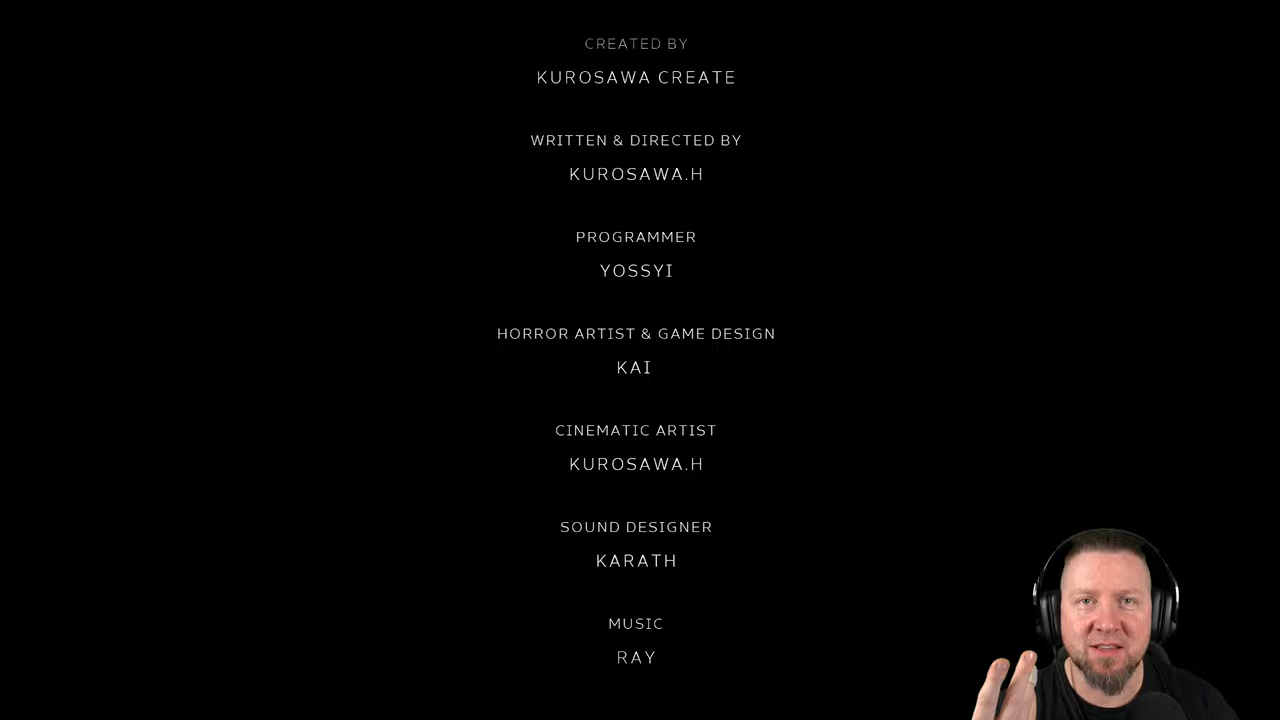 CREATED BY
KUROSAWA CREATE
WRITTEN & DIRECTED BY
KUROSAWA.H
PROGRAMMER
YOSSYI
HORROR ARTIST & GAME DESIGN
KAI
CINEMATIC ARTIST
KUROSAWA.H
SOUND DESIGNER
KARATH
MUSIC
RAY